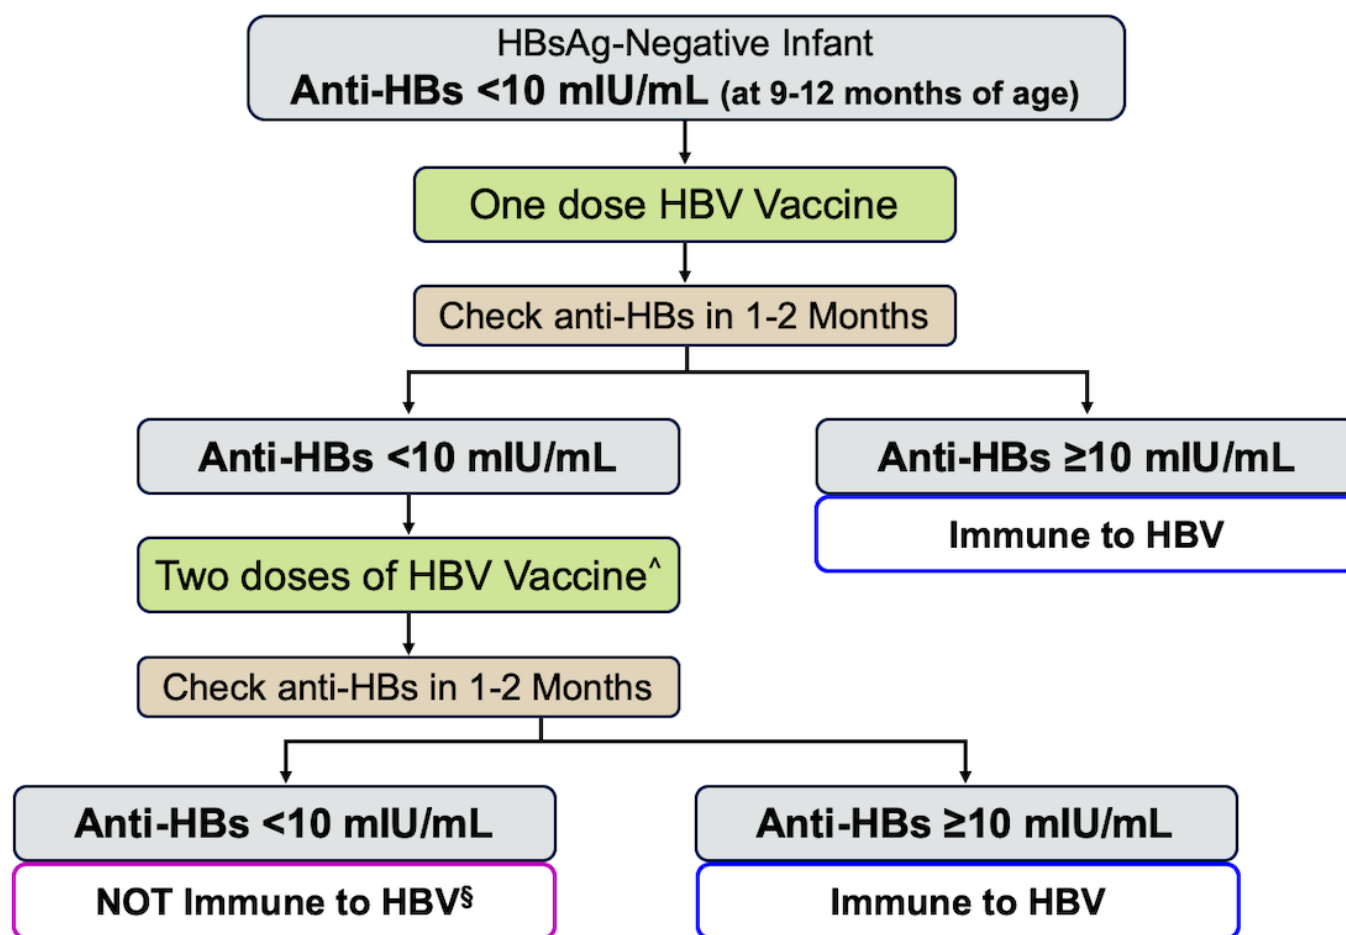 HBsAg-Negative Infant
Anti-HBs <10 mIU/mL (at 9-12 months of age)
One dose HBV Vaccine
Check anti-HBs in 1-2 Months
Anti-HBs <10 mIU/mL
Anti-HBs ≥10 mIU/mL
Immune to HBV
Two doses of HBV Vaccine^
Check anti-HBs in 1-2 Months
Anti-HBs <10 mIU/mL
Anti-HBs ≥10 mIU/mL
NOT Immune to HBV§
Immune to HBV